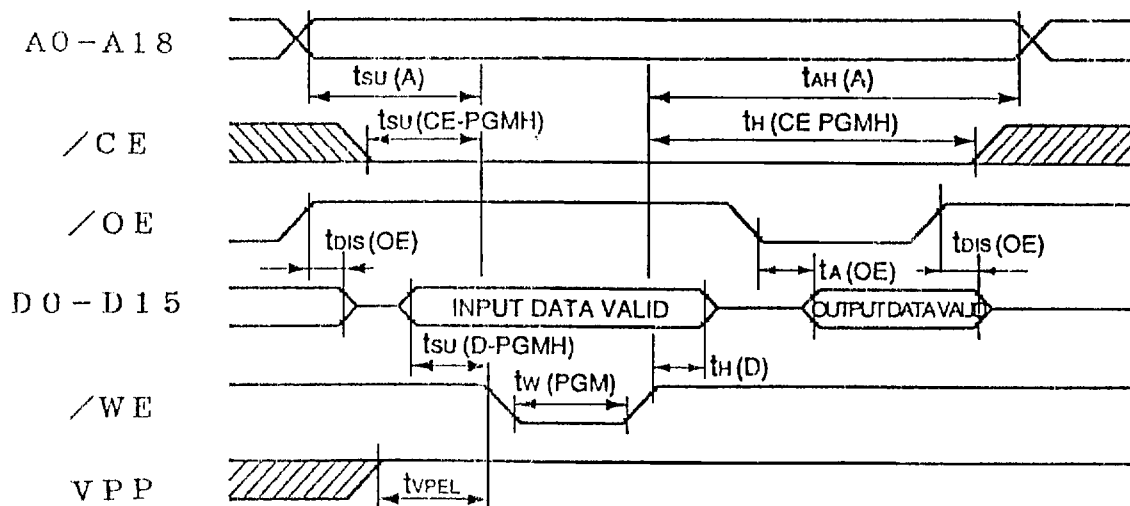 A0-A18
tSU (A)
tAH (A)
/CE
tSU (CE-PGMH)
tH (CE PGMH)
/OE
tDIS (OE)
tA (OE)
tDIS (OE)
D0-D15
INPUT DATA VALID
OUTPUT DATA VALID
tSU (D-PGMH)
tH (D)
/WE
tW (PGM)
VPP
tVPEL